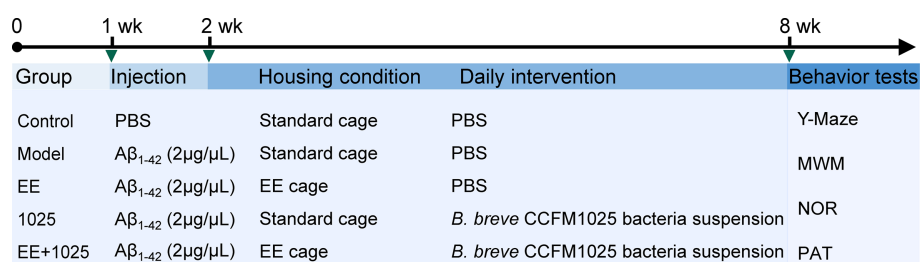 0 1 wk 2 wk 8 wk
Group Injection Housing condition Daily intervention Behavior tests
Control PBS Standard cage PBS Y-Maze
Model Aβ1-42 (2μg/μL) Standard cage PBS MWM
EE Aβ1-42 (2μg/μL) EE cage PBS
1025 Aβ1-42 (2μg/μL) Standard cage B. breve CCFM1025 bacteria suspension NOR
EE+1025 Aβ1-42 (2μg/μL) EE cage B. breve CCFM1025 bacteria suspension PAT